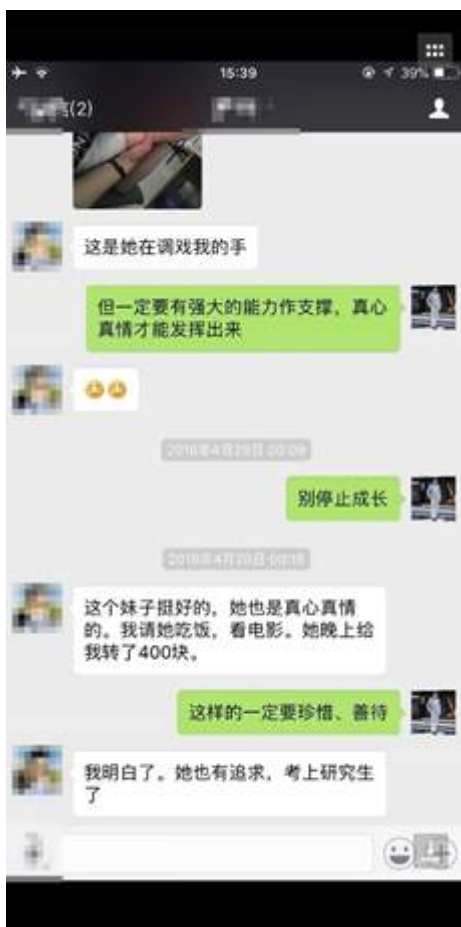 15:39
39%
(2)
这是她在调戏我的手
但一定要有强大的能力作支撑，真心
真情才能发挥出来
别停止成长
这个妹子挺好的，她也是真心真情
的。我请她吃饭，看电影。她晚上给
我转了400块。
这样的一定要珍惜、善待
我明白了。她也有追求，考上研究生
了